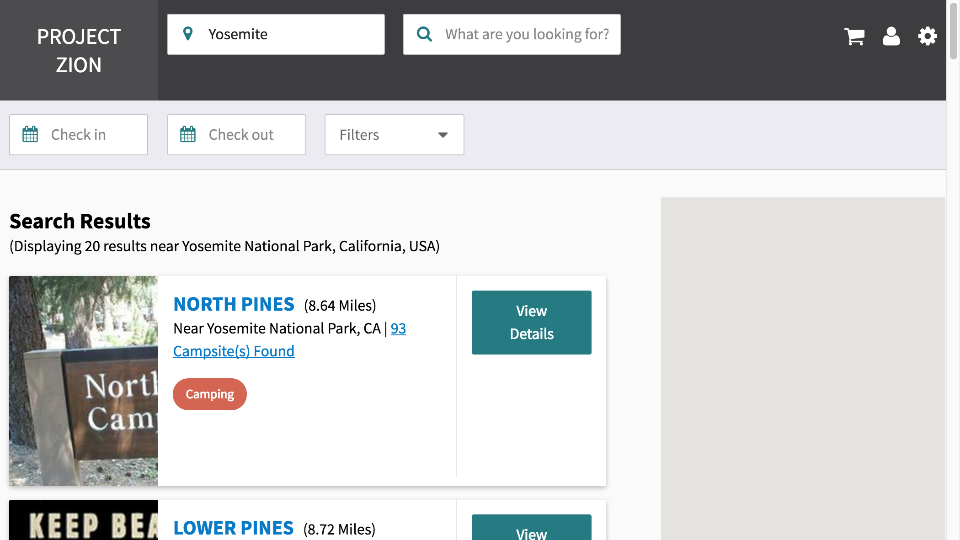 PROJECT
ZION
Yosemite
What are you looking for?
Check in
Check out
Filters
Search Results
(Displaying 20 results near Yosemite National Park, California, USA)
NORTH PINES (8.64 Miles)
Near Yosemite National Park, CA | 93
Campsite(s) Found
Camping
View
Details
North
Camp
KEEP BEA
LOWER PINES (8.72 Miles)
View